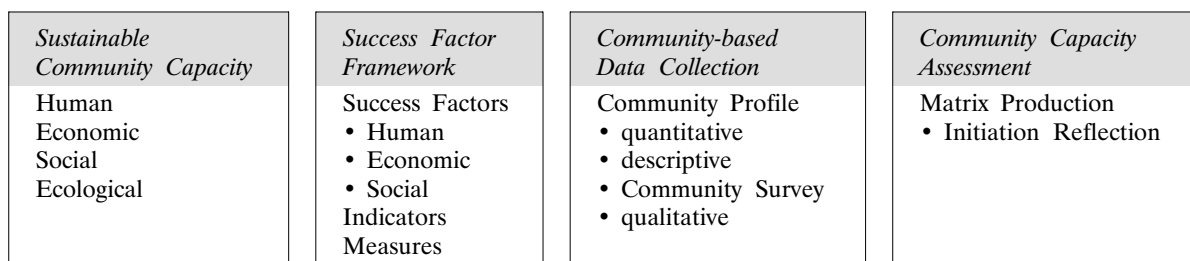 Sustainable
Community Capacity
Human
Economic
Social
Ecological
Success Factor
Framework
Success Factors
• Human
• Economic
• Social
Indicators
Measures
Community-based
Data Collection
Community Profile
• quantitative
• descriptive
• Community Survey
• qualitative
Community Capacity
Assessment
Matrix Production
• Initiation Reflection